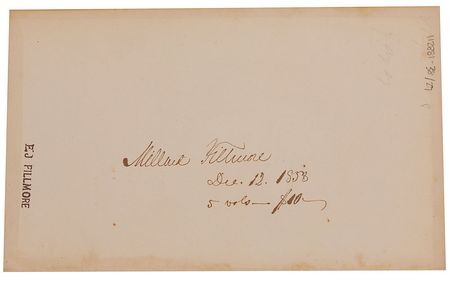 Millard Fillmore
Dec. 12. 1858
5 vols — $10 —
E.J FILLMORE